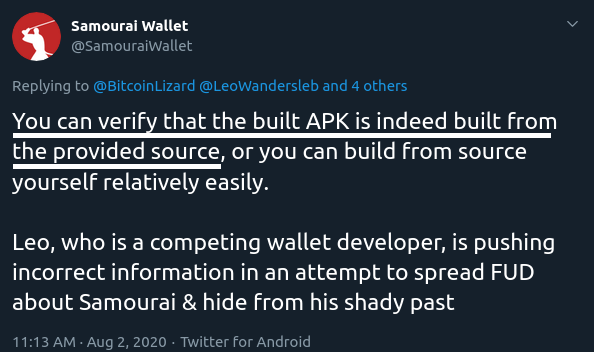 Samourai Wallet
@SamouraiWallet
Replying to @BitcoinLizard @LeoWandersleb and 4 others
You can verify that the built APK is indeed built from
the provided source, or you can build from source
yourself relatively easily.
Leo, who is a competing wallet developer, is pushing
incorrect information in an attempt to spread FUD
about Samourai & hide from his shady past
11:13 AM · Aug 2, 2020 · Twitter for Android